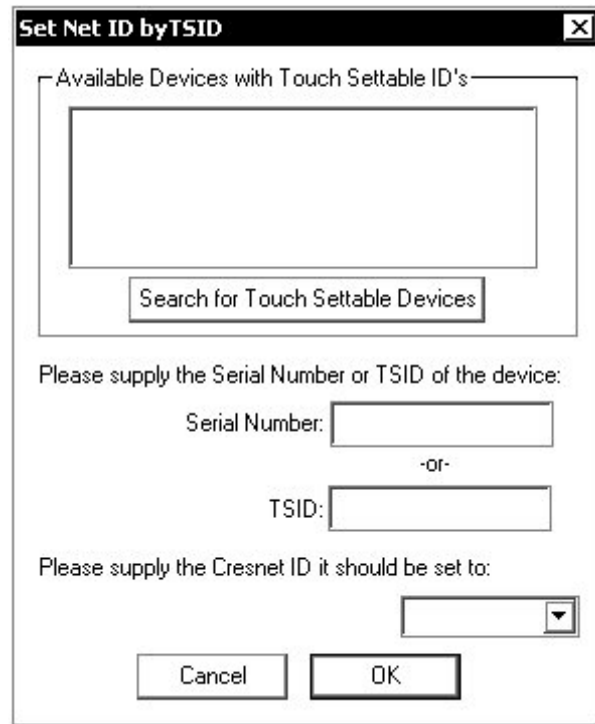 Set Net ID byTSID
Available Devices with Touch Settable ID's
Search for Touch Settable Devices
Please supply the Serial Number or TSID of the device:
Serial Number:
-or-
TSID:
Please supply the Cresnet ID it should be set to:
Cancel OK